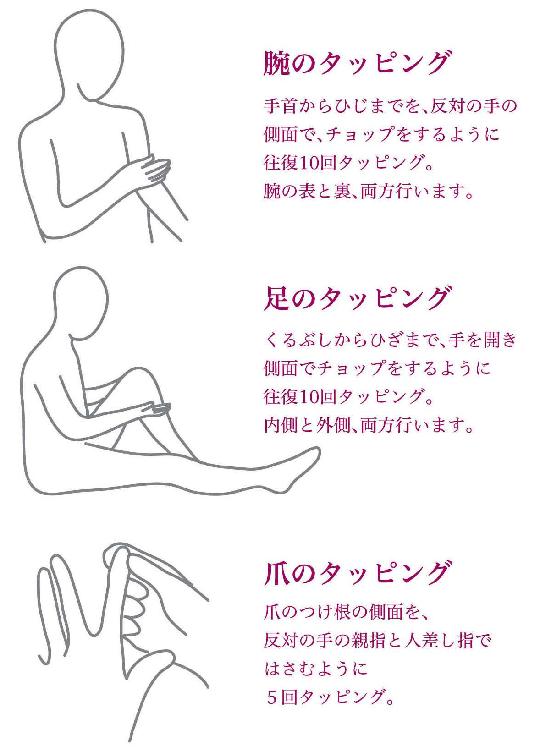 腕のタッピング
手首からひじまでを、反対の手の
側面で、チョップをするように
往復10回タッピング。
腕の表と裏、両方行います。
足のタッピング
くるぶしからひざまで、手を開き
側面でチョップをするように
往復10回タッピング。
内側と外側、両方行います。
爪のタッピング
爪のつけ根の側面を、
反対の手の親指と人差し指で
はさむように
５回タッピング。